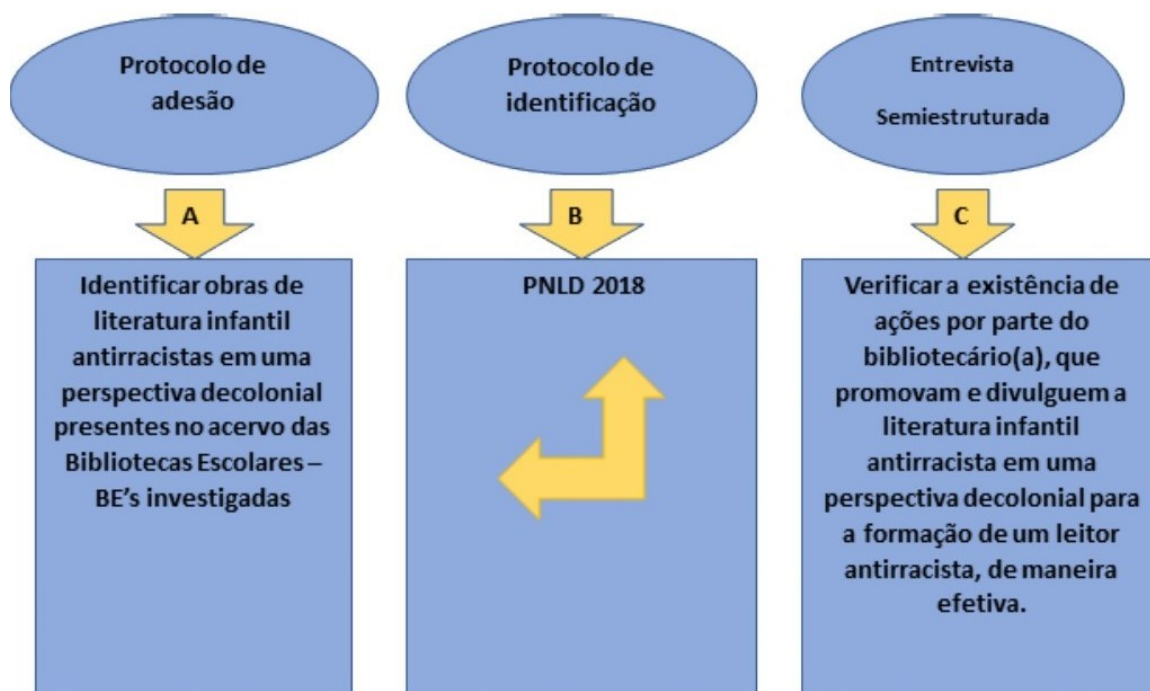 Protocolo de
adesão
Protocolo de
identificação
Entrevista
Semiestruturada
A
B
C
Identificar obras de
literatura infantil
antirracistas em uma
perspectiva decolonial
presentes no acervo das
Bibliotecas Escolares –
BE’s investigadas
PNLD 2018
Verificar a existência de
ações por parte do
bibliotecário(a), que
promovam e divulguem a
literatura infantil
antirracista em uma
perspectiva decolonial para
a formação de um leitor
antirracista, de maneira
efetiva.